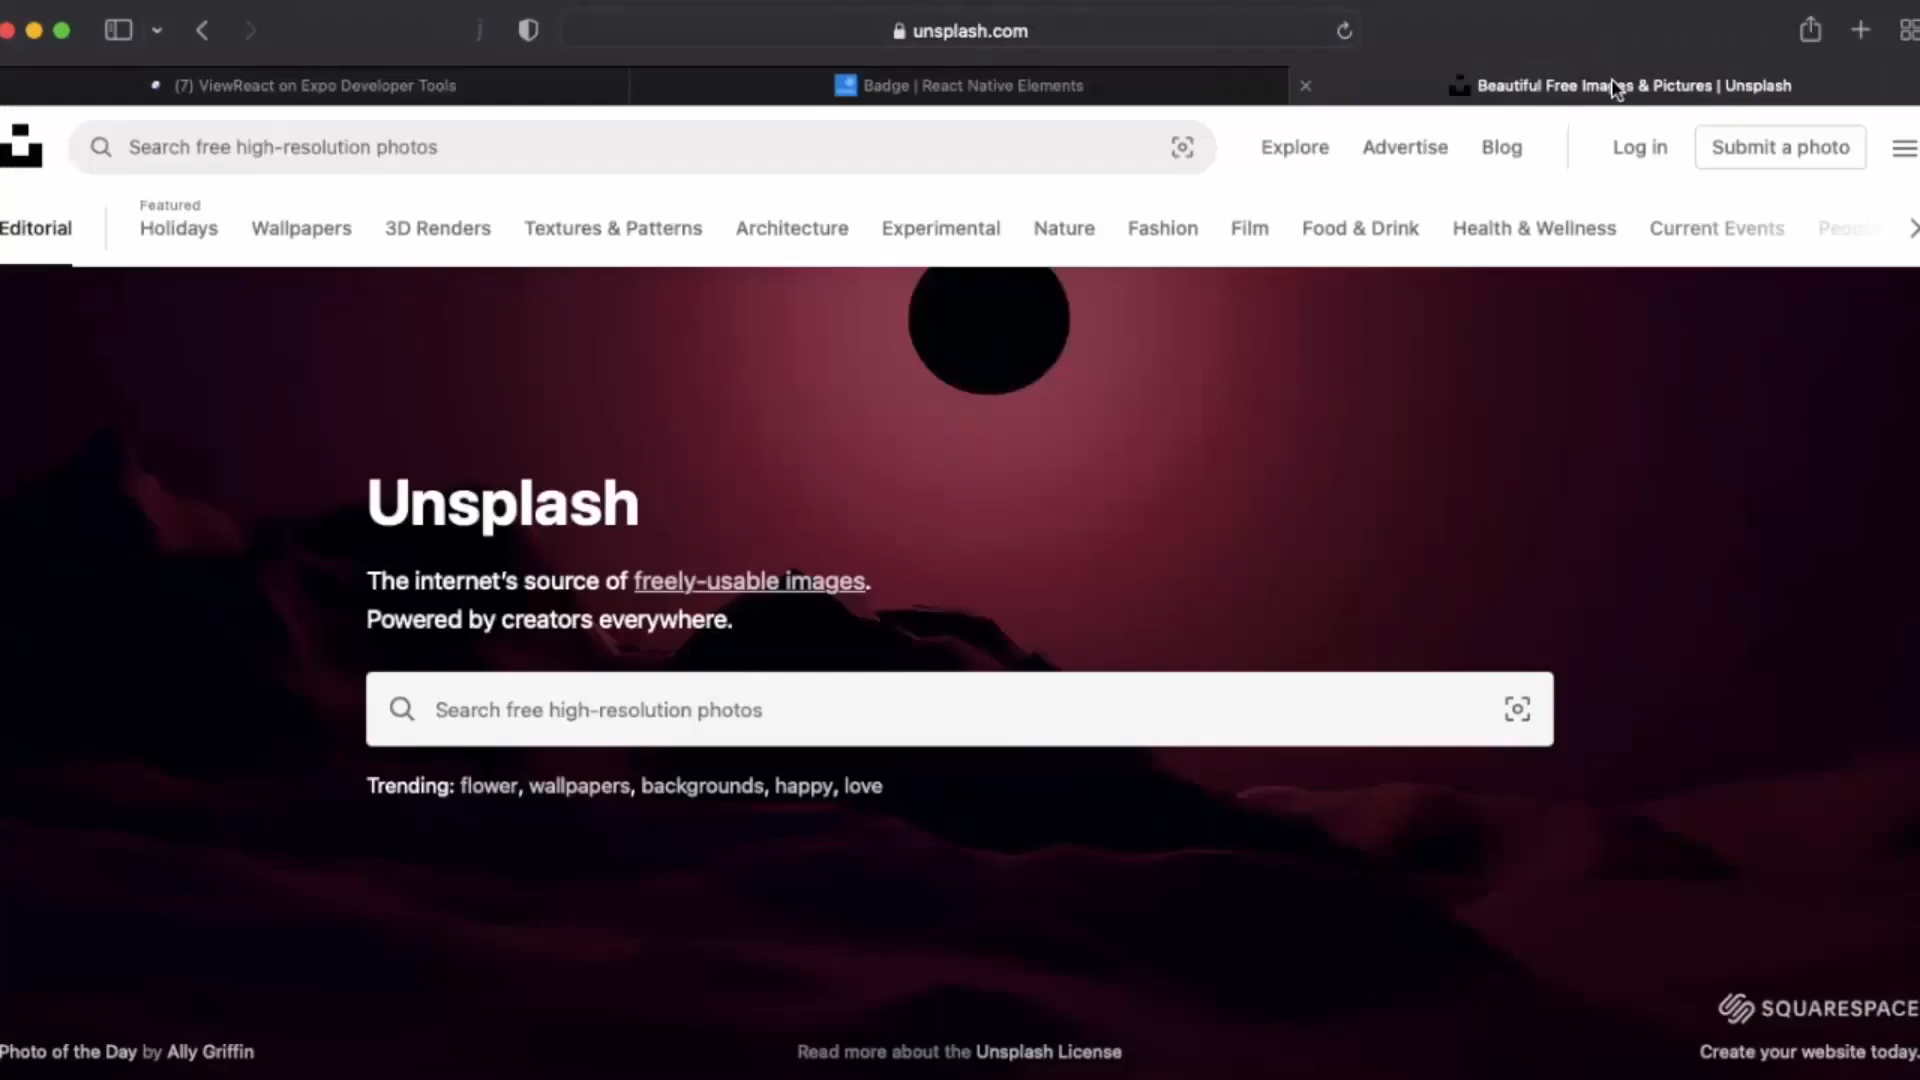 unsplash.com
(7) ViewReact on Expo Developer Tools
Badge | React Native Elements
Beautiful Free Images & Pictures | Unsplash
Search free high-resolution photos
Explore
Advertise
Blog
Log in
Submit a photo
Editorial
Featured
Holidays
Wallpapers
3D Renders
Textures & Patterns
Architecture
Experimental
Nature
Fashion
Film
Food & Drink
Health & Wellness
Current Events
Unsplash
The internet's source of freely-usable images.
Powered by creators everywhere.
Search free high-resolution photos
Trending: flower, wallpapers, backgrounds, happy, love
SQUARESPACE
Photo of the Day by Ally Griffin
Read more about the Unsplash License
Create your website today.